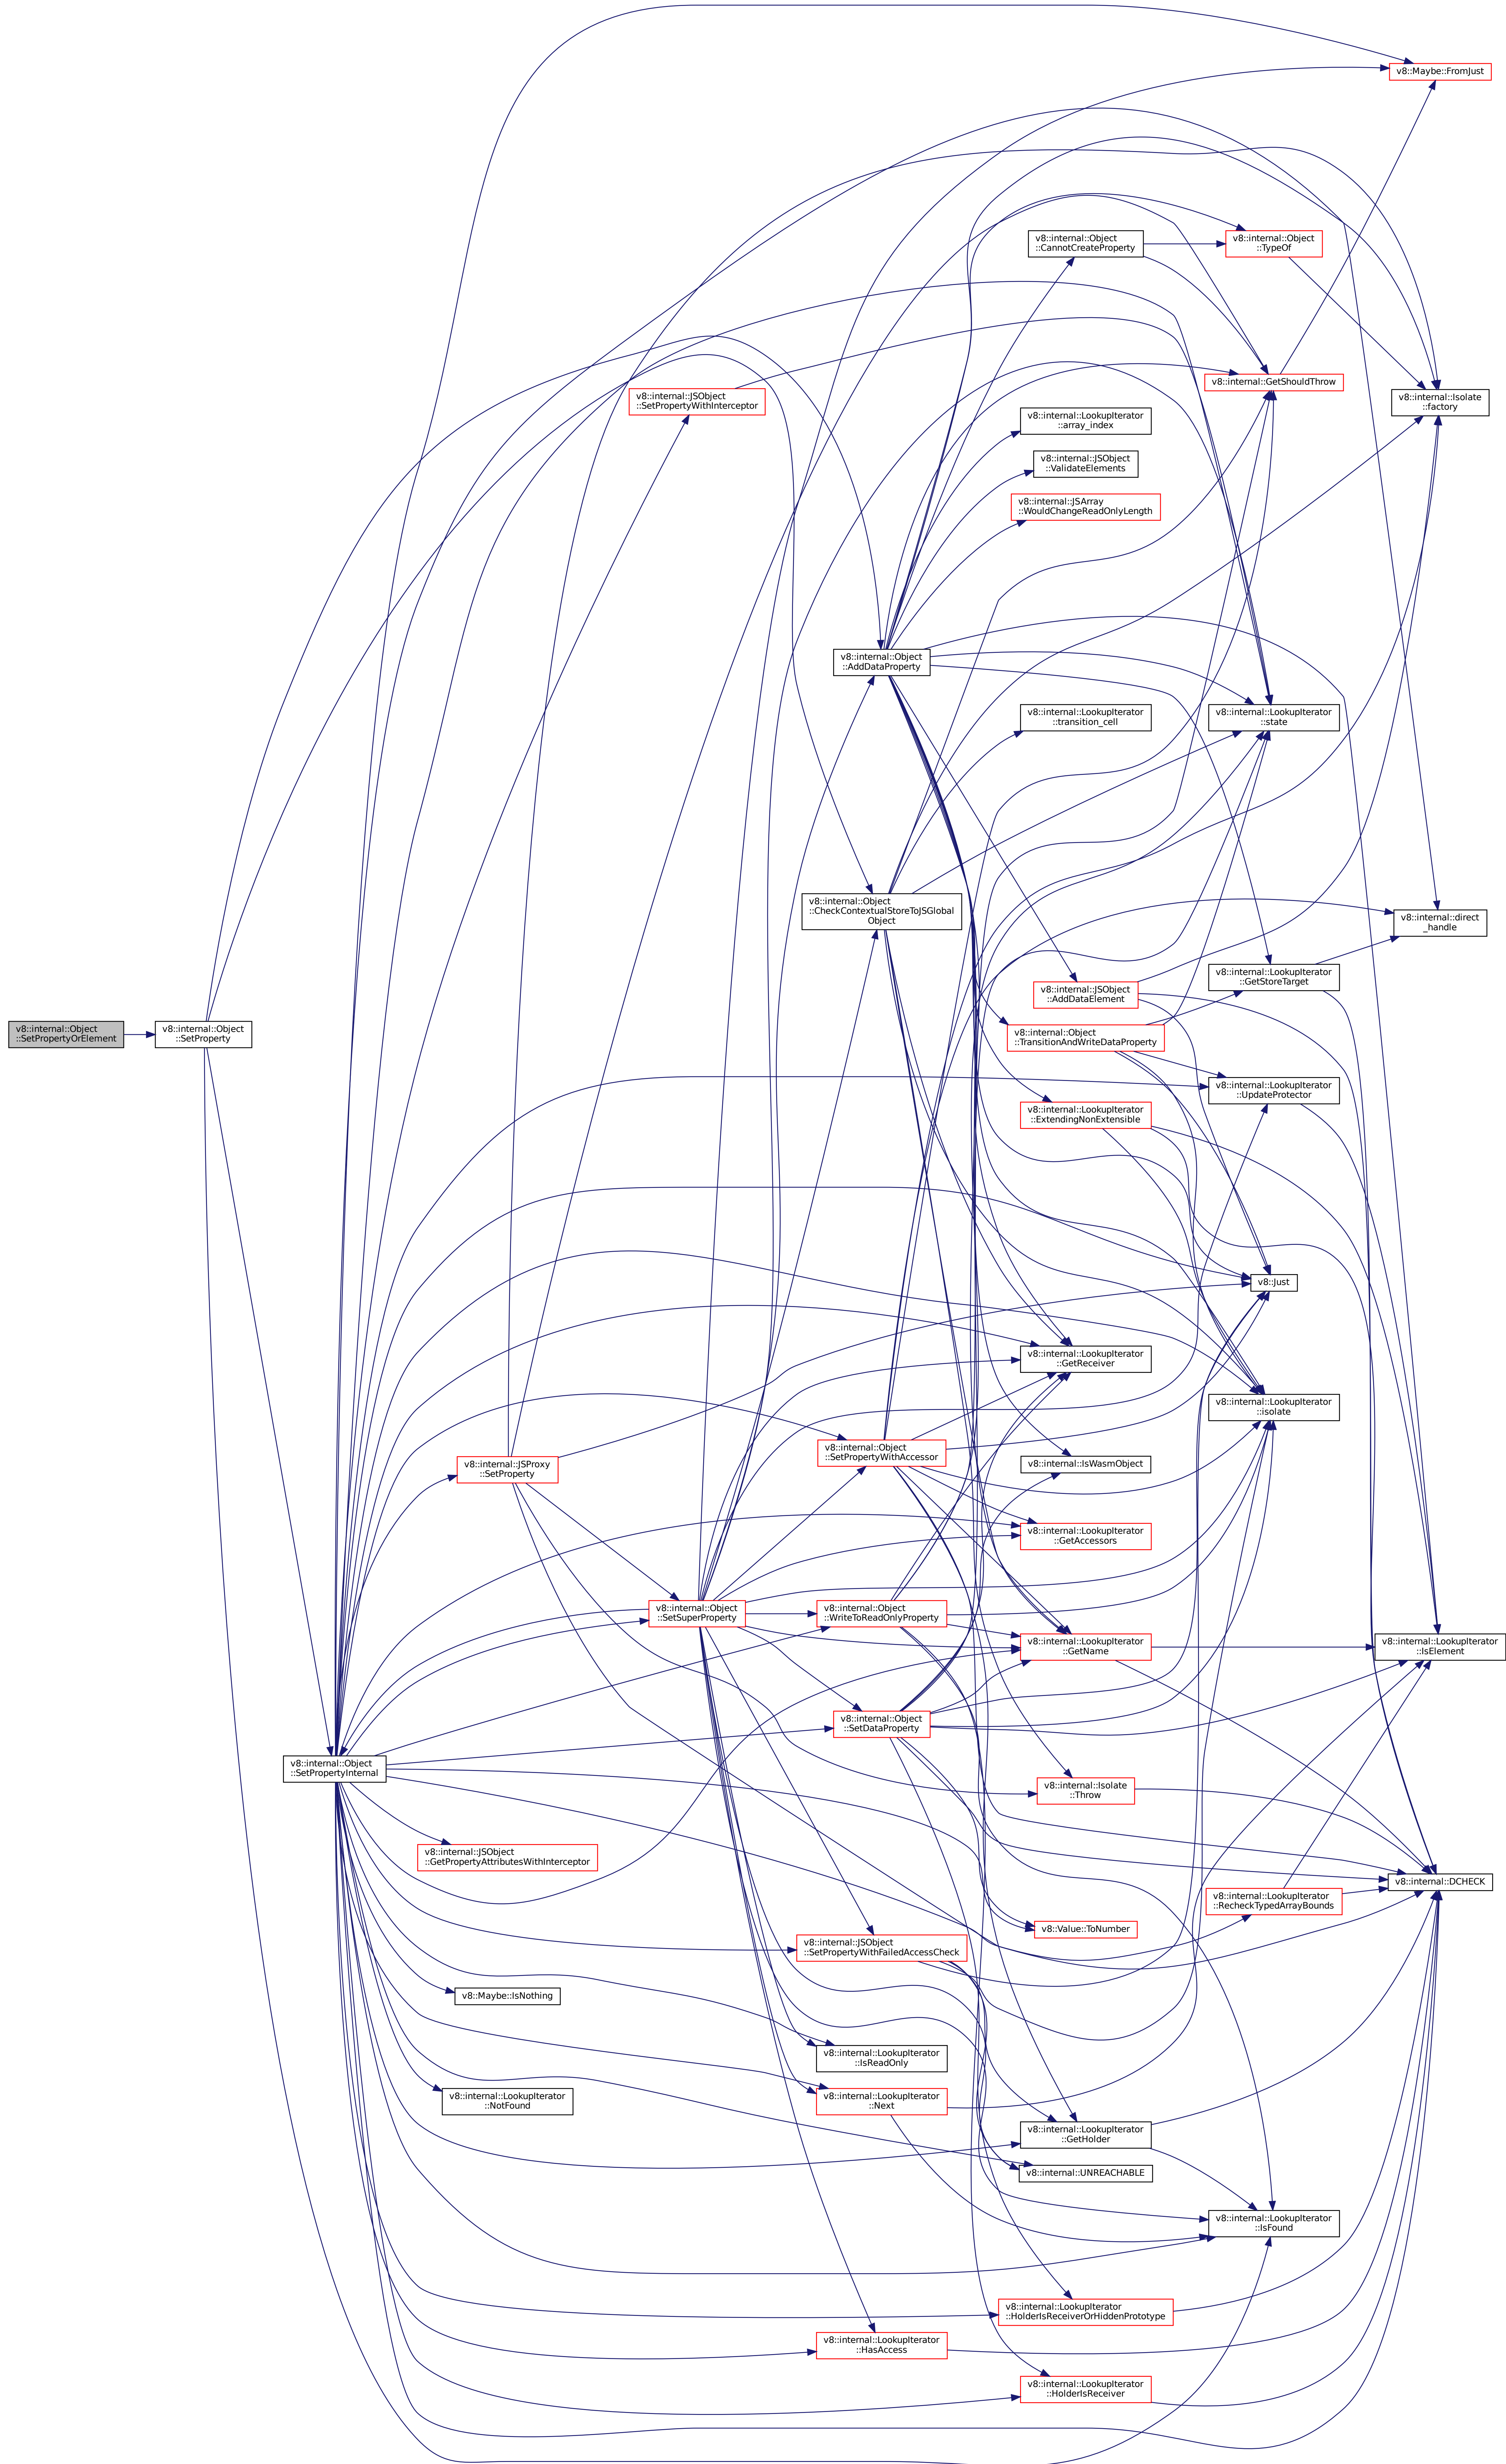 v8::Maybe::FromJust
v8::internal::Object
::CannotCreateProperty
v8::internal::Object
::TypeOf
v8::internal::GetShouldThrow
v8::internal::JSObject
::SetPropertyWithInterceptor
v8::internal::Isolate
::factory
v8::internal::LookupIterator
::array_index
v8::internal::JSObject
::ValidateElements
v8::internal::JSArray
::WouldChangeReadOnlyLength
v8::internal::Object
::AddDataProperty
v8::internal::LookupIterator
::transition_cell
v8::internal::LookupIterator
::state
v8::internal::Object
::CheckContextualStoreToJSGlobal
Object
v8::internal::direct
_handle
v8::internal::LookupIterator
::GetStoreTarget
v8::internal::JSObject
::AddDataElement
v8::internal::Object
::SetPropertyOrElement
v8::internal::Object
::SetProperty
v8::internal::Object
::TransitionAndWriteDataProperty
v8::internal::LookupIterator
::UpdateProtector
v8::internal::LookupIterator
::ExtendingNonExtensible
v8::Just
v8::internal::LookupIterator
::GetReceiver
v8::internal::LookupIterator
::isolate
v8::internal::Object
::SetPropertyWithAccessor
v8::internal::IsWasmObject
v8::internal::JSProxy
::SetProperty
v8::internal::LookupIterator
::GetAccessors
v8::internal::Object
::SetSuperProperty
v8::internal::Object
::WriteToReadOnlyProperty
v8::internal::LookupIterator
::GetName
v8::internal::LookupIterator
::IsElement
v8::internal::Object
::SetDataProperty
v8::internal::Object
::SetPropertyInternal
v8::internal::Isolate
::Throw
v8::internal::JSObject
::GetPropertyAttributesWithInterceptor
v8::internal::DCHECK
v8::internal::LookupIterator
::RecheckTypedArrayBounds
v8::Value::ToNumber
v8::internal::JSObject
::SetPropertyWithFailedAccessCheck
v8::Maybe::IsNothing
v8::internal::LookupIterator
::IsReadOnly
v8::internal::LookupIterator
::NotFound
v8::internal::LookupIterator
::Next
v8::internal::LookupIterator
::GetHolder
v8::internal::UNREACHABLE
v8::internal::LookupIterator
::IsFound
v8::internal::LookupIterator
::HolderIsReceiverOrHiddenPrototype
v8::internal::LookupIterator
::HasAccess
v8::internal::LookupIterator
::HolderIsReceiver